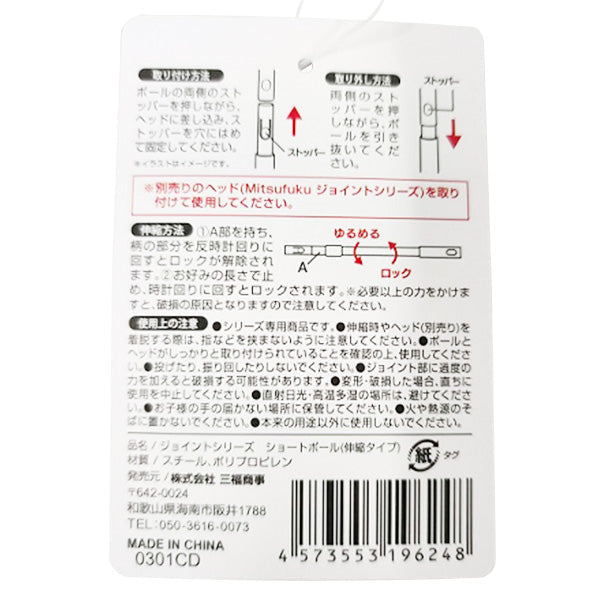 取り付け方法
ポールの両側のストッパーを押しながら、
ヘッドに差し込み、ストッパーを穴にはめて固定してください。
※イラストはイメージです。
ストッパー
取り外し方法
両側のストッパーを押しながら、ポールを引き抜いてください。
ストッパー
※別売りのヘッド(Mitsufuku ジョイントシリーズ)を取り
付けて使用してください。
伸縮方法 ①A部を持ち、
柄の部分を反時計回りに
回すとロックが解除され
ます。②お好みの長さで止
め、時計回りに回すとロックされます。※必要以上の力をかけま
すと、破損の原因となりますので注意してください。
ゆるめる
A
ロック
使用上の注意 ●シリーズ専用商品です。●伸縮時やヘッド(別売り)を
着脱する際は、指などを挟まないように注意してください。●ポールと
ヘッドがしっかりと取り付けられていることを確認の上、使用してくださ
い。●投げたり、振り回したりしないでください。●ジョイント部に過度の
力を加えると破損する可能性があります。●変形・破損した場合、直ちに
使用を中止してください。●直射日光・高温多湿の場所は、避けてくださ
い。●お子様の手の届かない場所に保管してください。●火や熱源のそ
ばに置かないでください。●本来の用途以外に使用しないでください。
品名 / ジョイントシリーズ ショートポール(伸縮タイプ)
材質 / スチール、ポリプロピレン
発売元 / 株式会社 三福商事
〒642-0024
和歌山県海南市阪井1788
TEL：050-3616-0073
MADE IN CHINA
0301CD
紙 タグ
4 573553 196248